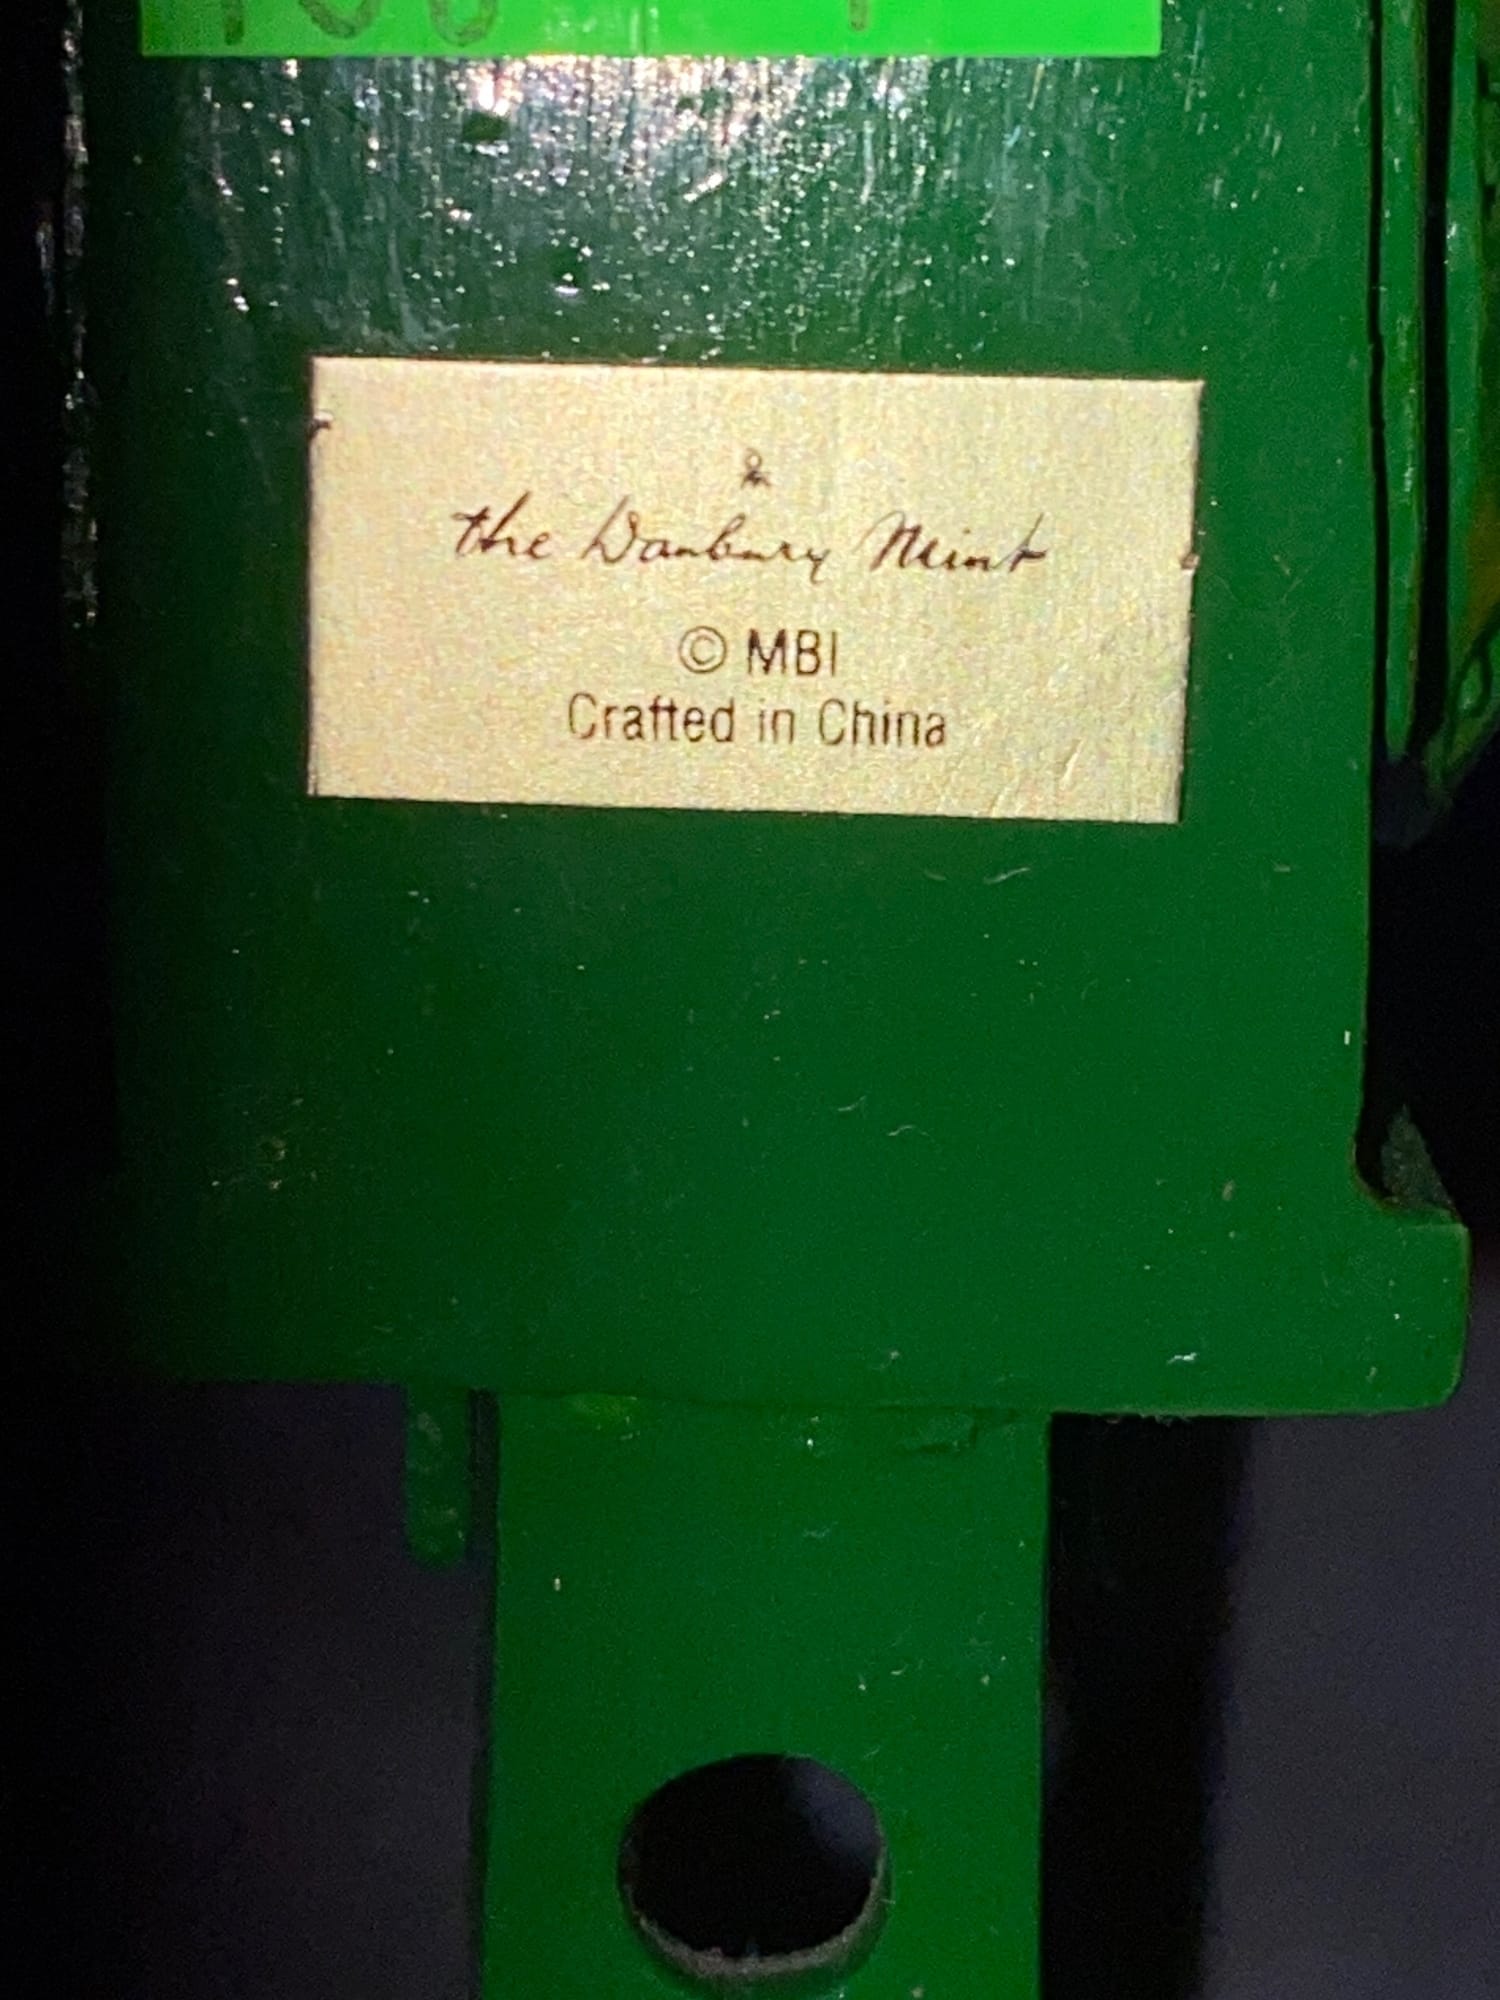 the Danbury Mint
© MBI
Crafted in China